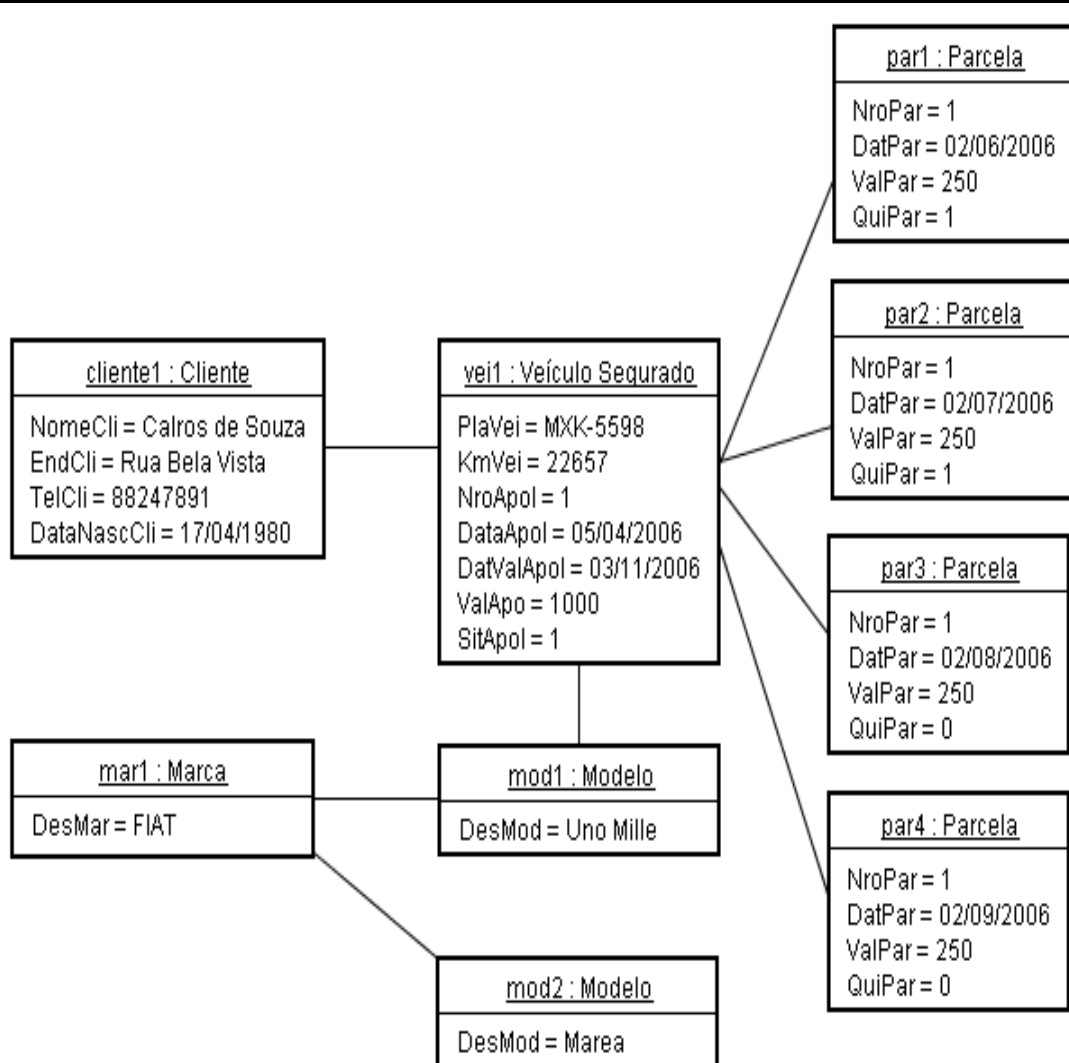 par1 : Parcela
NroPar = 1
DatPar = 02/06/2006
ValPar = 250
QuiPar = 1
par2 : Parcela
NroPar = 1
DatPar = 02/07/2006
ValPar = 250
QuiPar = 1
cliente1 : Cliente
NomeCli = Calros de Souza
EndCli = Rua Bela Vista
TelCli = 88247891
DataNascCli = 17/04/1980
vei1 : Veículo Segurado
PlaVei = MXK-5598
KmVei = 22657
NroApol = 1
DataApol = 05/04/2006
DatValApol = 03/11/2006
ValApo = 1000
SitApol = 1
par3 : Parcela
NroPar = 1
DatPar = 02/08/2006
ValPar = 250
QuiPar = 0
mar1 : Marca
DesMar = FIAT
mod1 : Modelo
DesMod = Uno Mille
par4 : Parcela
NroPar = 1
DatPar = 02/09/2006
ValPar = 250
QuiPar = 0
mod2 : Modelo
DesMod = Marea